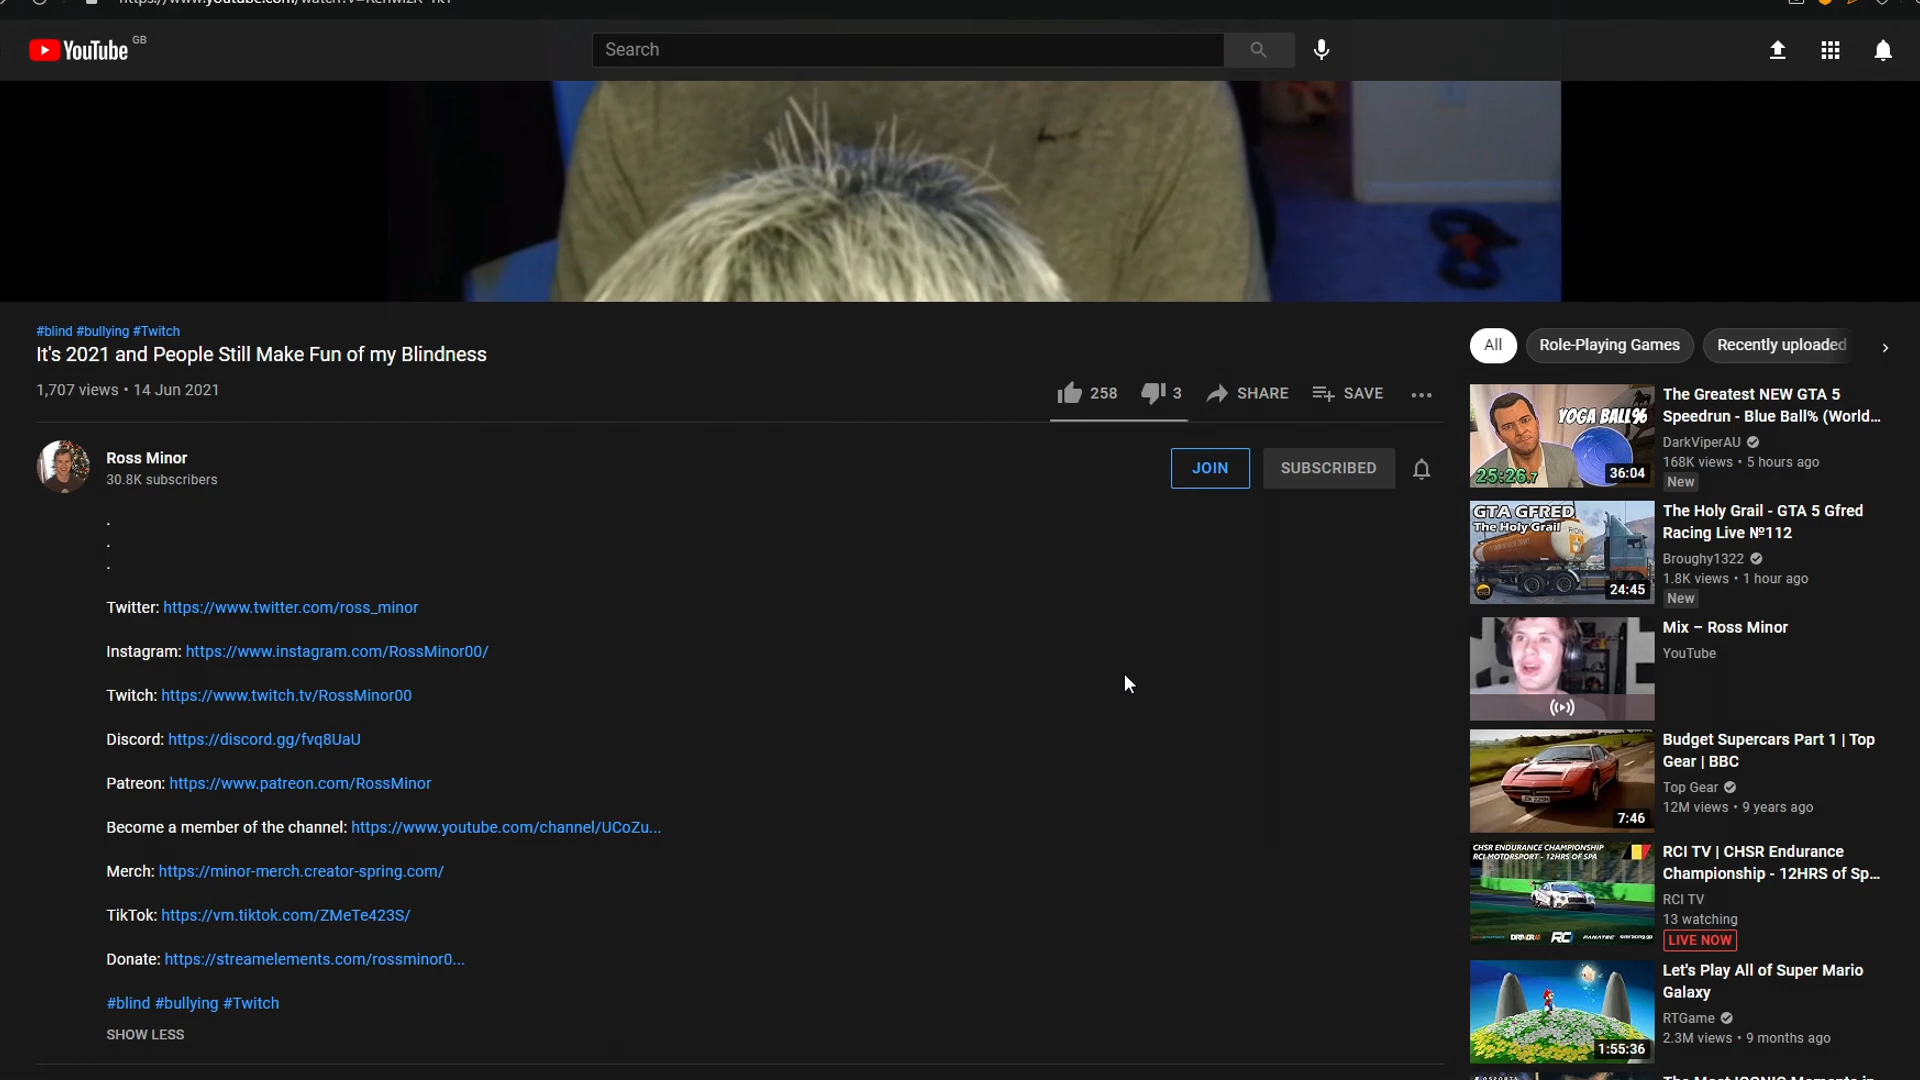 YouTube GB
Search
#blind #bullying #Twitch
It's 2021 and People Still Make Fun of my Blindness
1,707 views • 14 Jun 2021
258
3
SHARE
SAVE
Ross Minor
30.8K subscribers
JOIN
SUBSCRIBED
.
.
.
Twitter: https://www.twitter.com/ross_minor
Instagram: https://www.instagram.com/RossMinor00/
Twitch: https://www.twitch.tv/RossMinor00
Discord: https://discord.gg/fvq8UaU
Patreon: https://www.patreon.com/RossMinor
Become a member of the channel: https://www.youtube.com/channel/UCoZu...
Merch: https://minor-merch.creator-spring.com/
TikTok: https://vm.tiktok.com/ZMeTe423S/
Donate: https://streamelements.com/rossminor0...
#blind #bullying #Twitch
SHOW LESS
All
Role-Playing Games
Recently uploaded
YOGA BALL%
25:26.7
36:04
The Greatest NEW GTA 5
Speedrun - Blue Ball% (World...
DarkViperAU
168K views • 5 hours ago
New
GTA GFRED
The Holy Grail
RON
24:45
The Holy Grail - GTA 5 Gfred
Racing Live №112
Broughy1322
1.8K views • 1 hour ago
New
Mix – Ross Minor
YouTube
7:46
Budget Supercars Part 1 | Top
Gear | BBC
Top Gear
12M views • 9 years ago
CHSR ENDURANCE CHAMPIONSHIP
RCI MOTORSPORT - 12HRS OF SPA
RCI
FANATEC
RCI TV | CHSR Endurance
Championship - 12HRS of Sp...
RCI TV
13 watching
LIVE NOW
1:55:36
Let's Play All of Super Mario
Galaxy
RTGame
2.3M views • 9 months ago